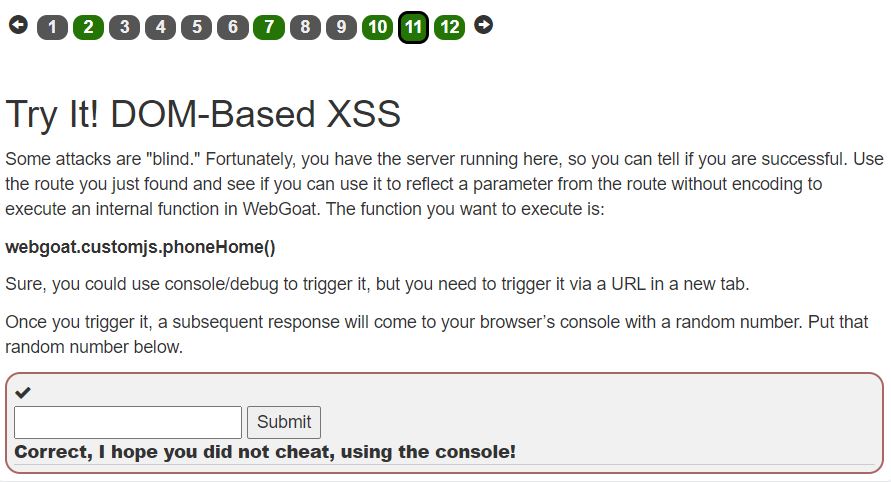 1 2 3 4 5 6 7 8 9 10 11 12
Try It! DOM-Based XSS
Some attacks are "blind." Fortunately, you have the server running here, so you can tell if you are successful. Use
the route you just found and see if you can use it to reflect a parameter from the route without encoding to
execute an internal function in WebGoat. The function you want to execute is:
webgoat.customjs.phoneHome()
Sure, you could use console/debug to trigger it, but you need to trigger it via a URL in a new tab.
Once you trigger it, a subsequent response will come to your browser’s console with a random number. Put that
random number below.
Submit
Correct, I hope you did not cheat, using the console!